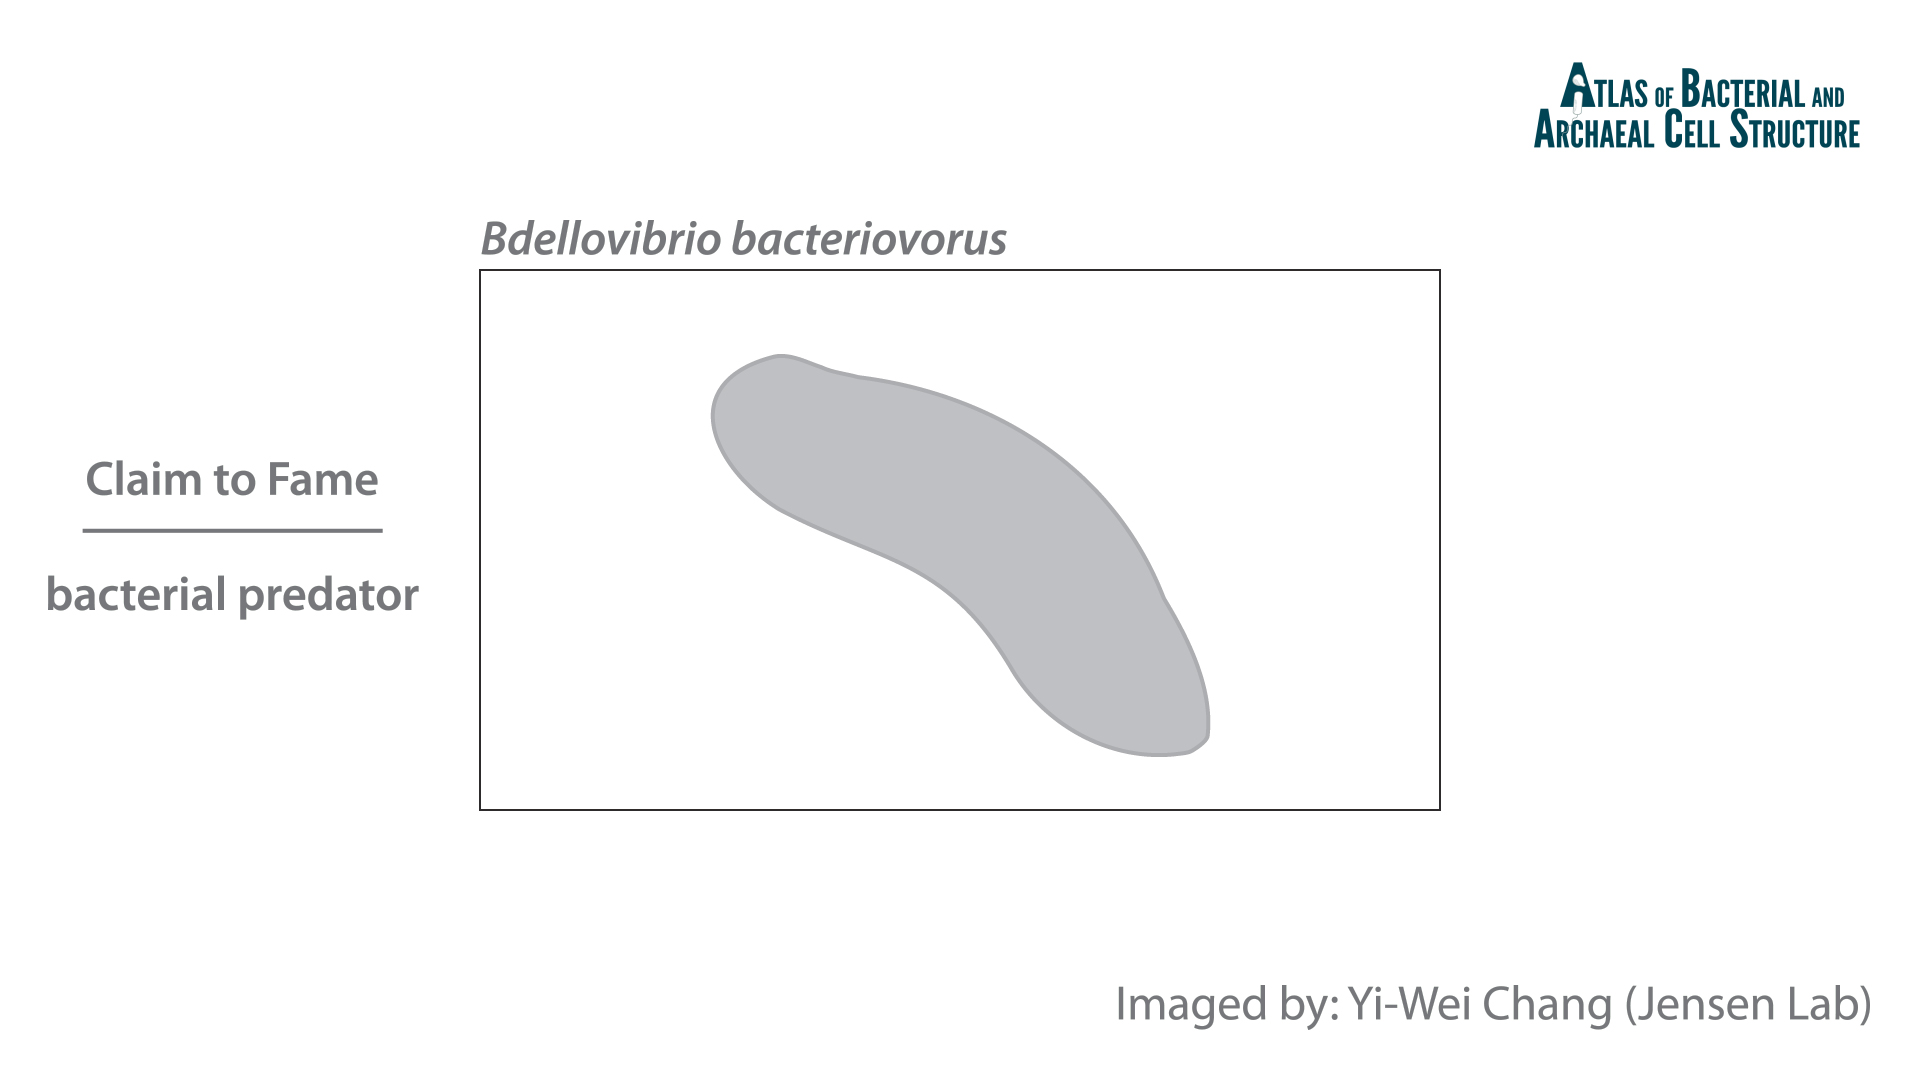 Atlas of Bacterial and
Archaeal Cell Structure
Bdellovibrio bacteriovorus
Claim to Fame
bacterial predator
Imaged by: Yi-Wei Chang (Jensen Lab)